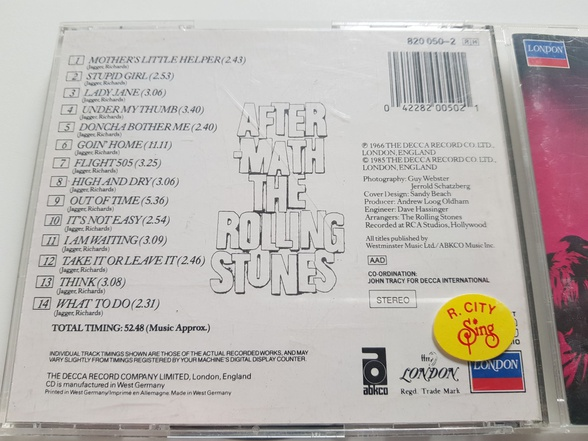 820 050-2
LONDON
1 MOTHER'S LITTLE HELPER (2.43)
(Jagger, Richards)
2 STUPID GIRL (2.53)
(Jagger, Richards)
3 LADY JANE (3.06)
(Jagger, Richards)
4 UNDER MY THUMB (3.40)
(Jagger, Richards)
5 DONCHA BOTHER ME (2.40)
(Jagger, Richards)
6 GOIN' HOME (11.11)
(Jagger, Richards)
7 FLIGHT 505 (3.25)
(Jagger, Richards)
8 HIGH AND DRY (3.06)
(Jagger, Richards)
9 OUT OF TIME (5.36)
(Jagger, Richards)
10 IT'S NOT EASY (2.54)
(Jagger, Richards)
11 I AM WAITING (3.09)
(Jagger, Richards)
12 TAKE IT OR LEAVE IT (2.46)
(Jagger, Richards)
13 THINK (3.08)
(Jagger, Richards)
14 WHAT TO DO (2.31)
(Jagger, Richards)
TOTAL TIMING: 52.48 (Music Approx.)
AFTER
-MATH
THE
ROLLING
STONES
0 42282 00502 1
℗ 1966 THE DECCA RECORD CO. LTD.,
LONDON, ENGLAND
© 1985 THE DECCA RECORD CO. LTD.,
LONDON, ENGLAND
Photography: Guy Webster
Jerrold Schatzberg
Cover Design: Sandy Beach
Producer: Andrew Loog Oldham
Engineer: Dave Hassinger
Arrangers: The Rolling Stones
Recorded at RCA Studios, Hollywood
All titles published by
Westminster Music Ltd/ABKCO Music Inc.
AAD
CO-ORDINATION:
JOHN TRACY FOR DECCA INTERNATIONAL
STEREO
R. CITY
Sing
INDIVIDUAL TRACK TIMINGS SHOWN ARE THOSE OF THE ACTUAL RECORDED WORKS, AND MAY
VARY SLIGHTLY FROM TIMINGS REGISTERED BY YOUR MACHINE'S DIGITAL DISPLAY COUNTER.
THE DECCA RECORD COMPANY LIMITED, London, England
CD is manufactured in West Germany
Printed in West Germany/Imprimé en Allemagne, Made in West Germany
abkco
LONDON
Regd. Trade Mark
LONDON